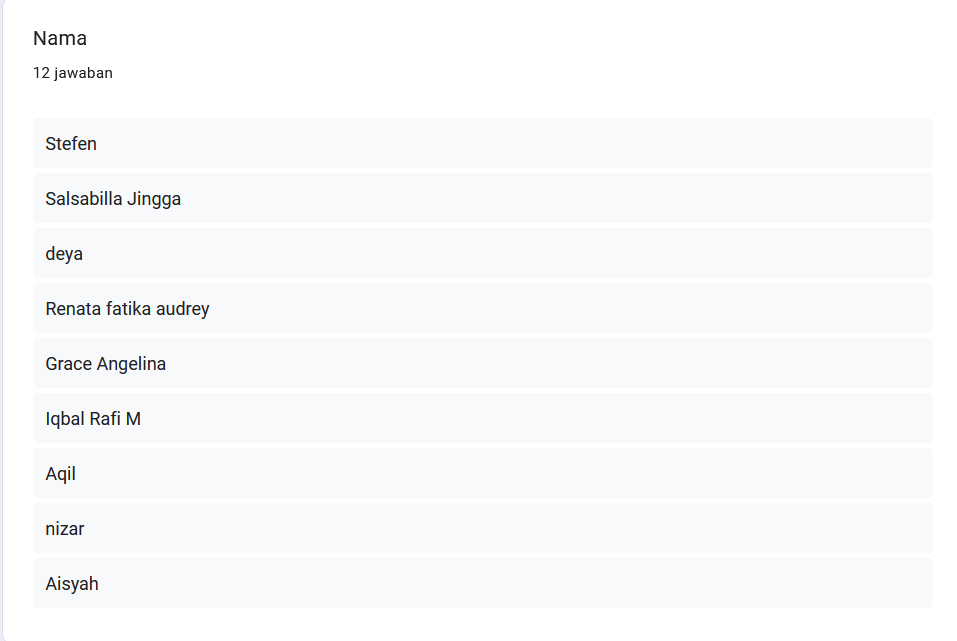 Nama
12 jawaban
Stefen
Salsabilla Jingga
deya
Renata fatika audrey
Grace Angelina
Iqbal Rafi M
Aqil
nizar
Aisyah